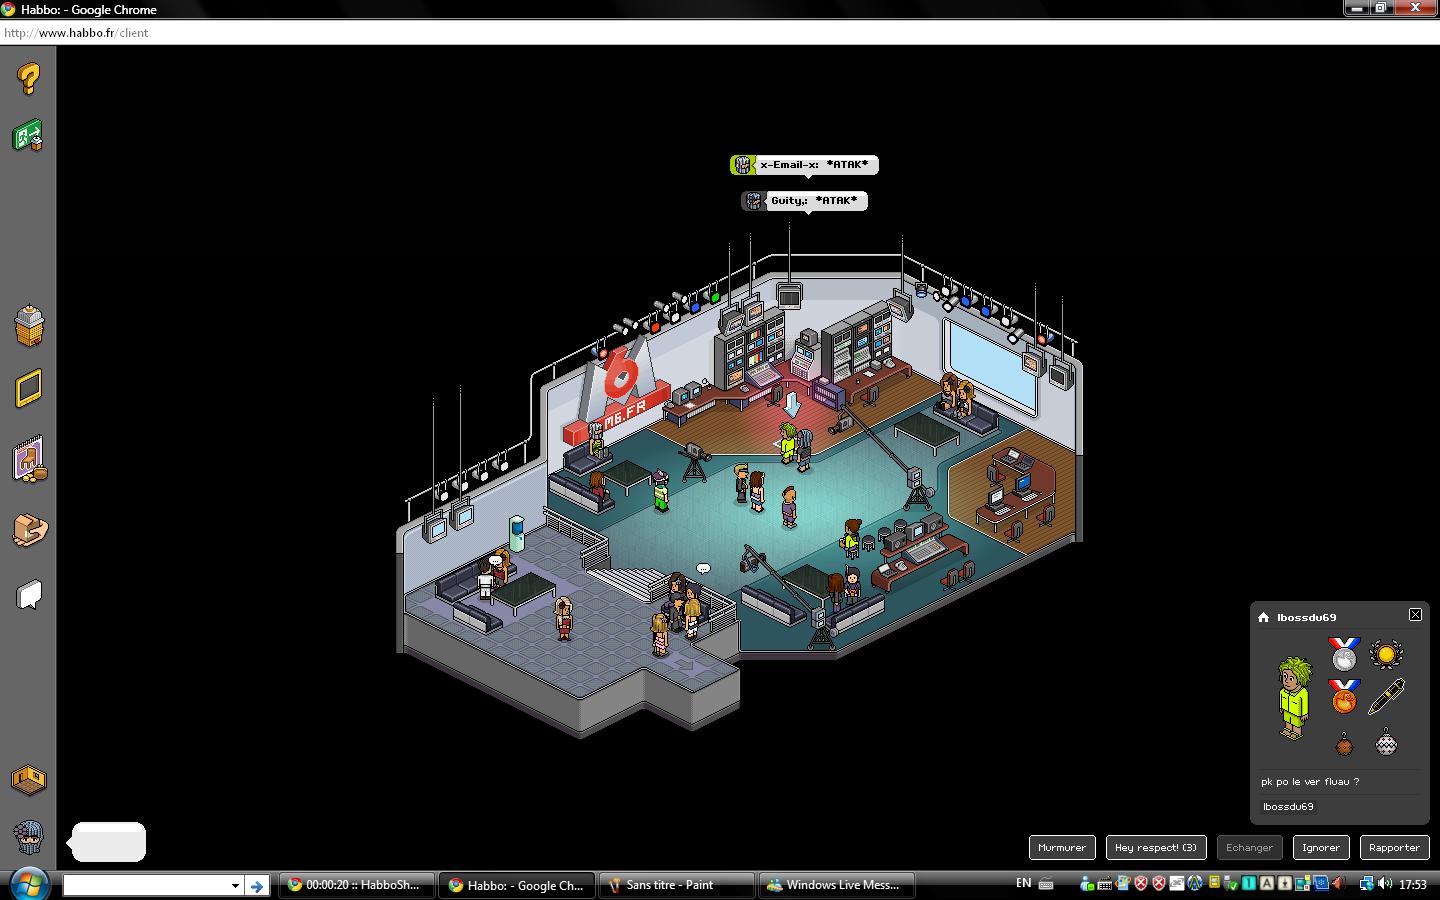 Habbo: - Google Chrome
http://www.habbo.fr/client
x-Email-x: *ATAK*
Guity,: *ATAK*
6
M6.FR
lbossdu69
pk po le ver fluau ?
lbossdu69
Murmurer
Hey respect! (3)
Echanger
Ignorer
Rapporter
00:00:20 :: HabboSh...
Habbo: - Google Ch...
Sans titre - Paint
Windows Live Mess...
EN
17:53